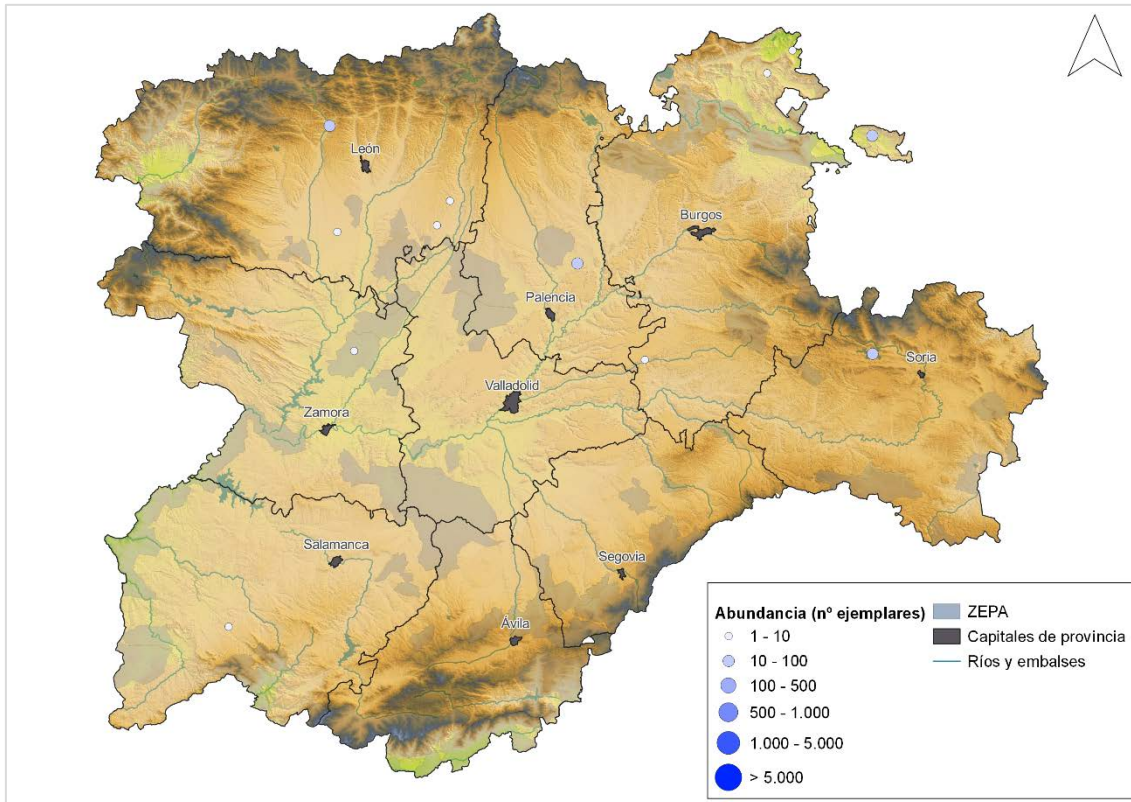 León
Burgos
Palencia
Soria
Valladolid
Zamora
Salamanca
Segovia
Ávila
Abundancia (nº ejemplares)
1 - 10
10 - 100
100 - 500
500 - 1.000
1.000 - 5.000
> 5.000
ZEPA
Capitales de provincia
Ríos y embalses